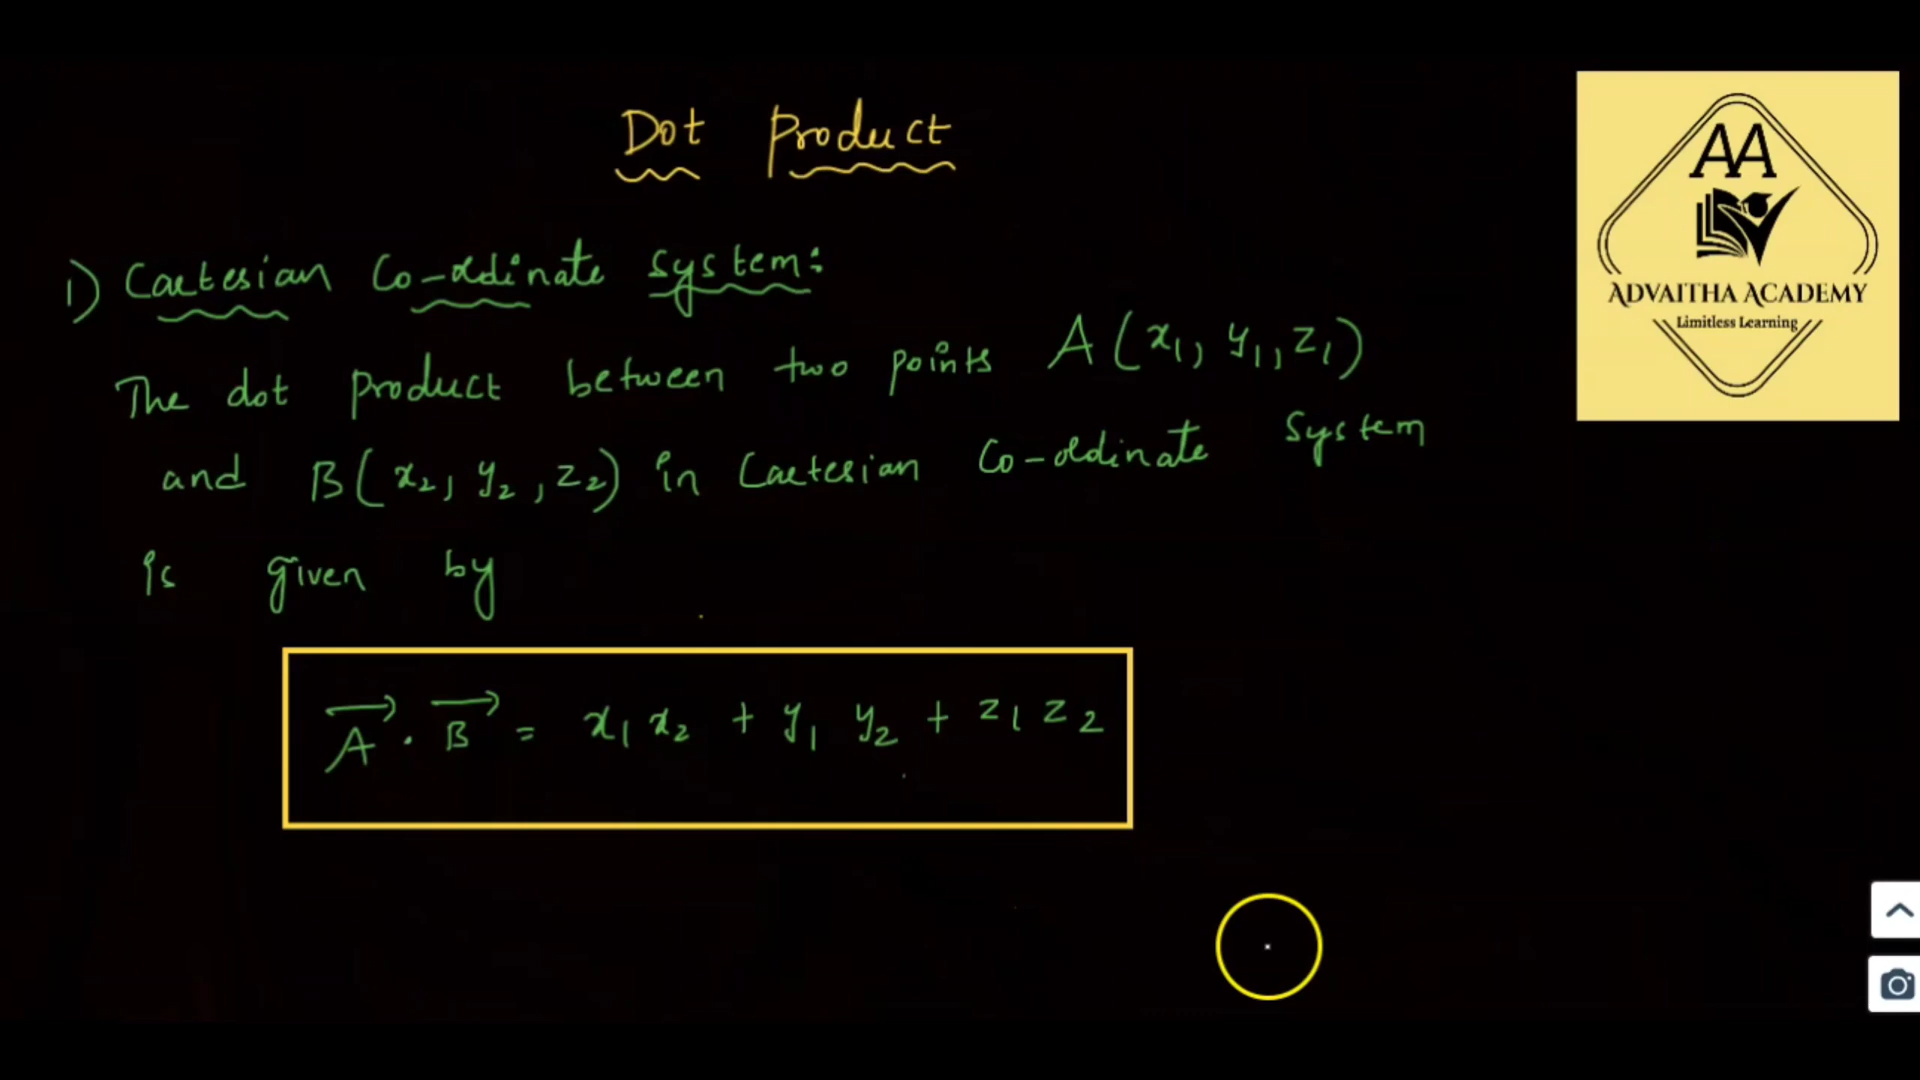 Dot Product
1) Cartesian Co-ordinate system:
The dot product between two points A(x₁, y₁, z₁)
and B(x₂, y₂, z₂) in Cartesian Co-ordinate System
is given by
A⃗ . B⃗ = x₁ x₂ + y₁ y₂ + z₁ z₂
AA
ADVAITHA ACADEMY
Limitless Learning